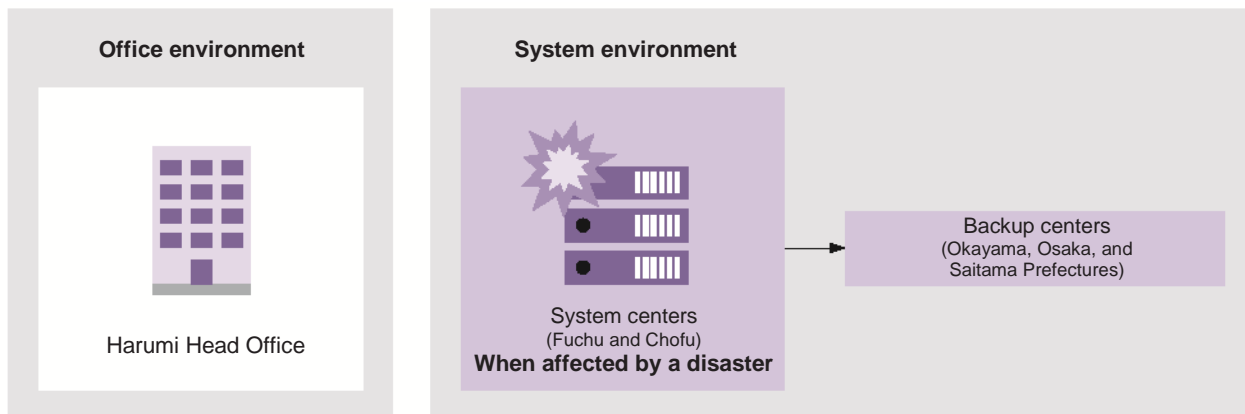 Office environment
Harumi Head Office
System environment
System centers
(Fuchu and Chofu)
When affected by a disaster
Backup centers
(Okayama, Osaka, and
Saitama Prefectures)